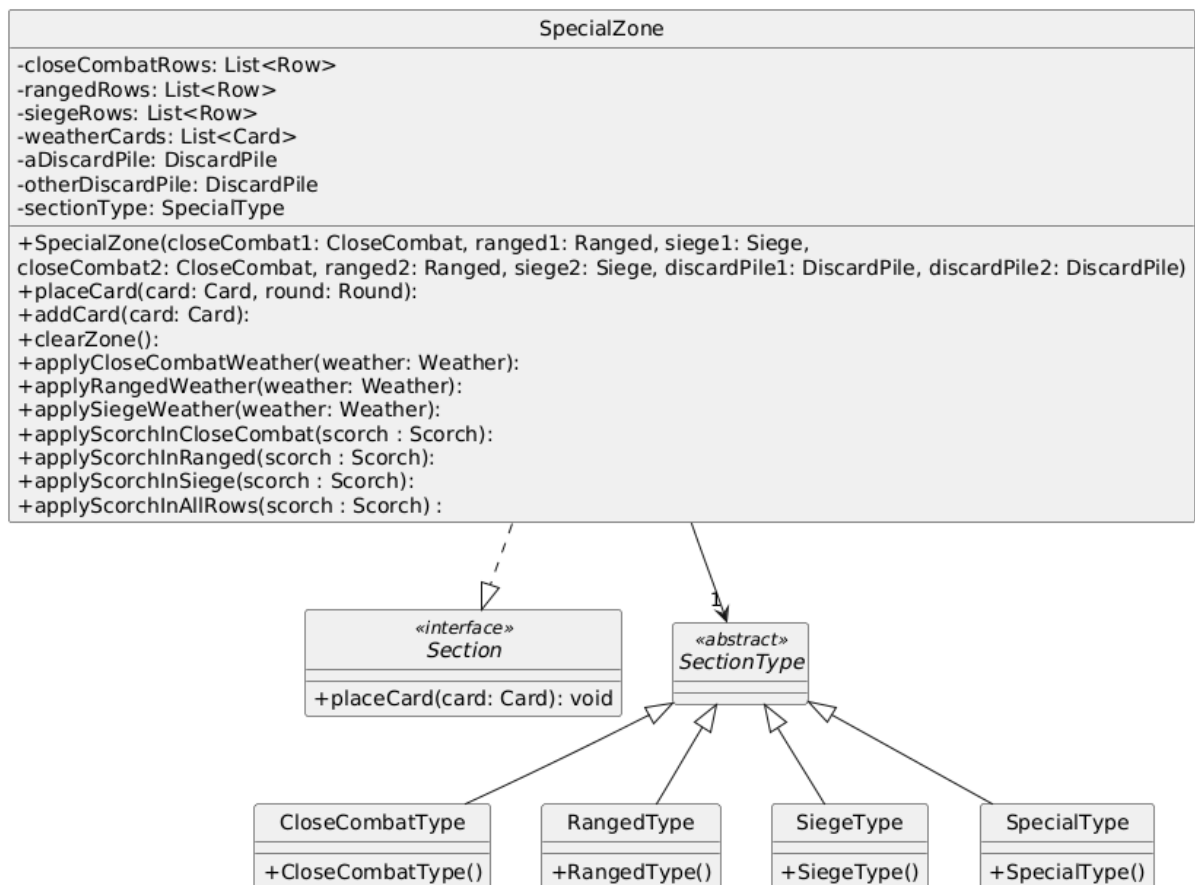 SpecialZone
-closeCombatRows: List<Row>
-rangedRows: List<Row>
-siegeRows: List<Row>
-weatherCards: List<Card>
-aDiscardPile: DiscardPile
-otherDiscardPile: DiscardPile
-sectionType: SpecialType
+SpecialZone(closeCombat1: CloseCombat, ranged1: Ranged, siege1: Siege,
closeCombat2: CloseCombat, ranged2: Ranged, siege2: Siege, discardPile1: DiscardPile, discardPile2: DiscardPile)
+placeCard(card: Card, round: Round):
+addCard(card: Card):
+clearZone():
+applyCloseCombatWeather(weather: Weather):
+applyRangedWeather(weather: Weather):
+applySiegeWeather(weather: Weather):
+applyScorchInCloseCombat(scorch : Scorch):
+applyScorchInRanged(scorch : Scorch):
+applyScorchInSiege(scorch : Scorch):
+applyScorchInAllRows(scorch : Scorch) :
1
«interface»
Section
+placeCard(card: Card): void
«abstract»
SectionType
CloseCombatType
+CloseCombatType()
RangedType
+RangedType()
SiegeType
+SiegeType()
SpecialType
+SpecialType()